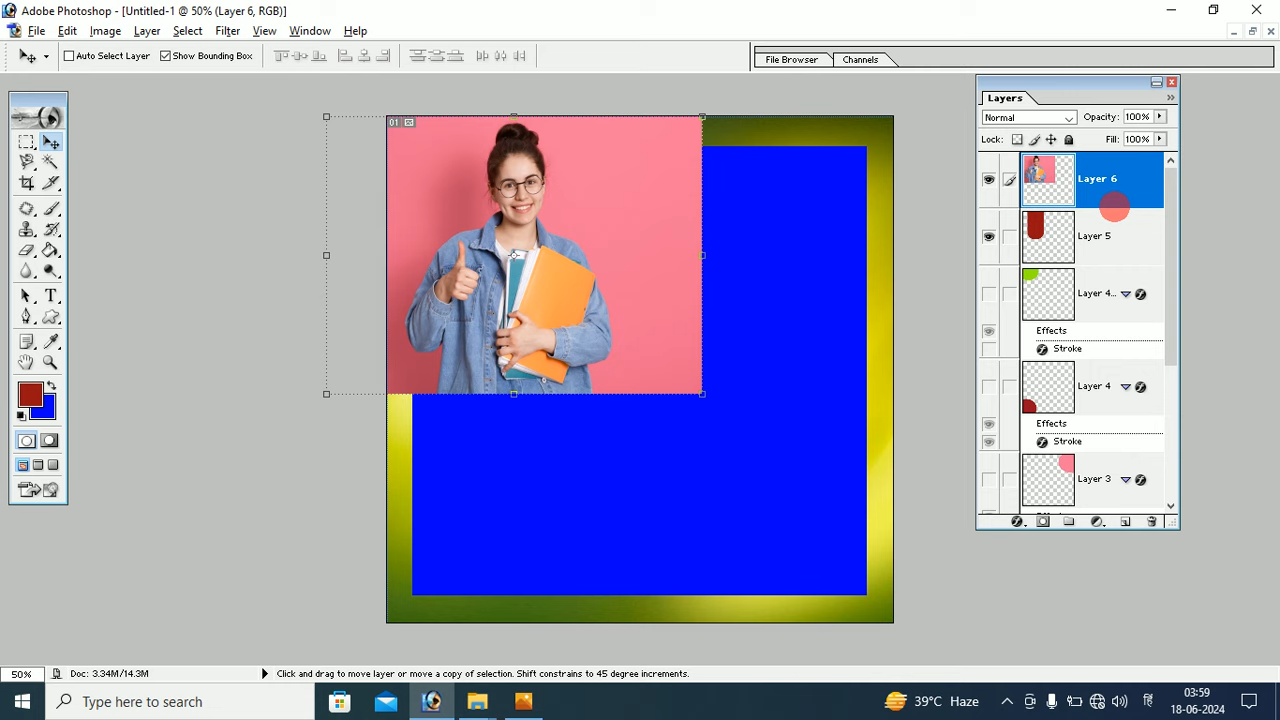 Adobe Photoshop - [Untitled-1 @ 50% (Layer 6, RGB)]
File Edit Image Layer Select Filter View Window Help
Auto Select Layer Show Bounding Box
File Browser Channels
Layers
Normal Opacity: 100%
Lock: Fill: 100%
01
Layer 6
Layer 5
Layer 4...
Effects
Stroke
Layer 4
Effects
Stroke
Layer 3
50% Doc: 3.34M/14.3M Click and drag to move layer or move a copy of selection. Shift constrains to 45 degree increments.
Type here to search
39°C Haze
03:59
18-06-2024